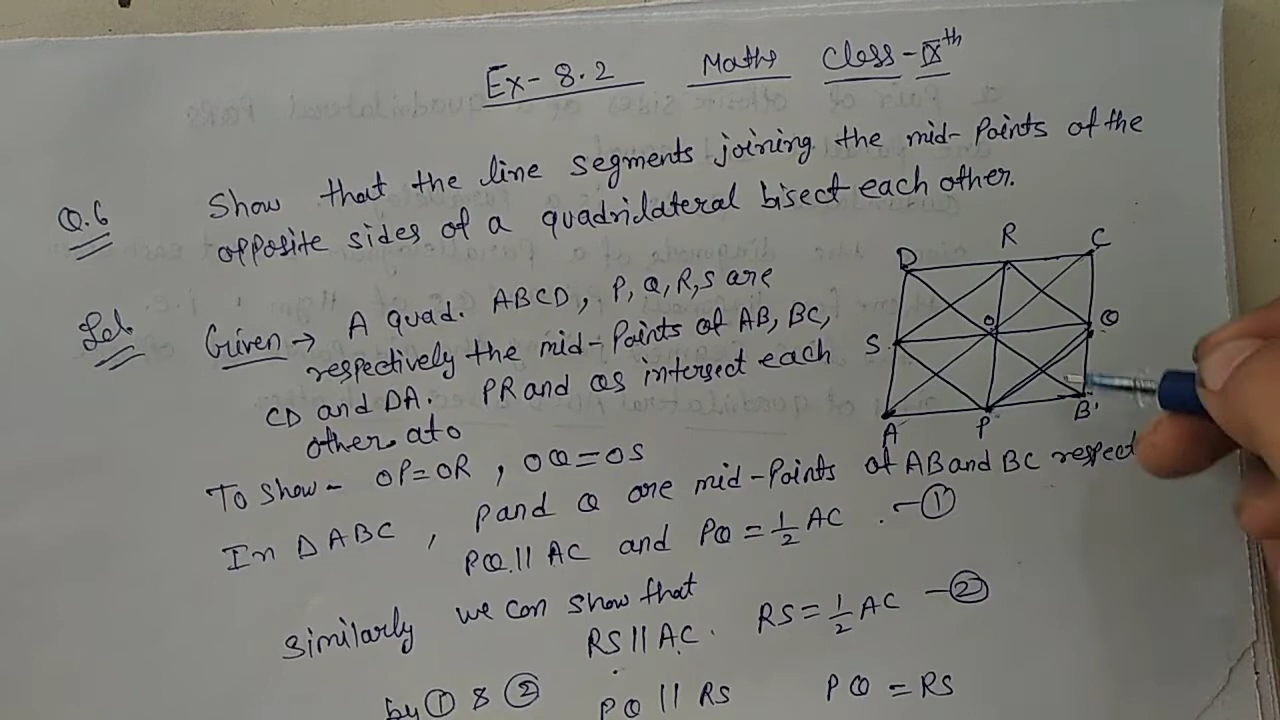 Ex-8.2 Maths Class-IXth
Q.6 Show that the line segments joining the mid-Points of the
opposite sides of a quadrilateral bisect each other.
Given → A quad. ABCD, P, Q, R, S are
respectively the mid-Points of AB, BC,
CD and DA. PR and QS intersect each
other at O
To show - OP=OR, OQ=OS
In △ABC, P and Q are mid-Points of AB and BC respect
PQ || AC and PQ = 1/2 AC. -①
Similarly we can show that
RS || AC. RS = 1/2 AC -②
by ① & ② PQ || RS PQ = RS
D R C
S O Q
A P B